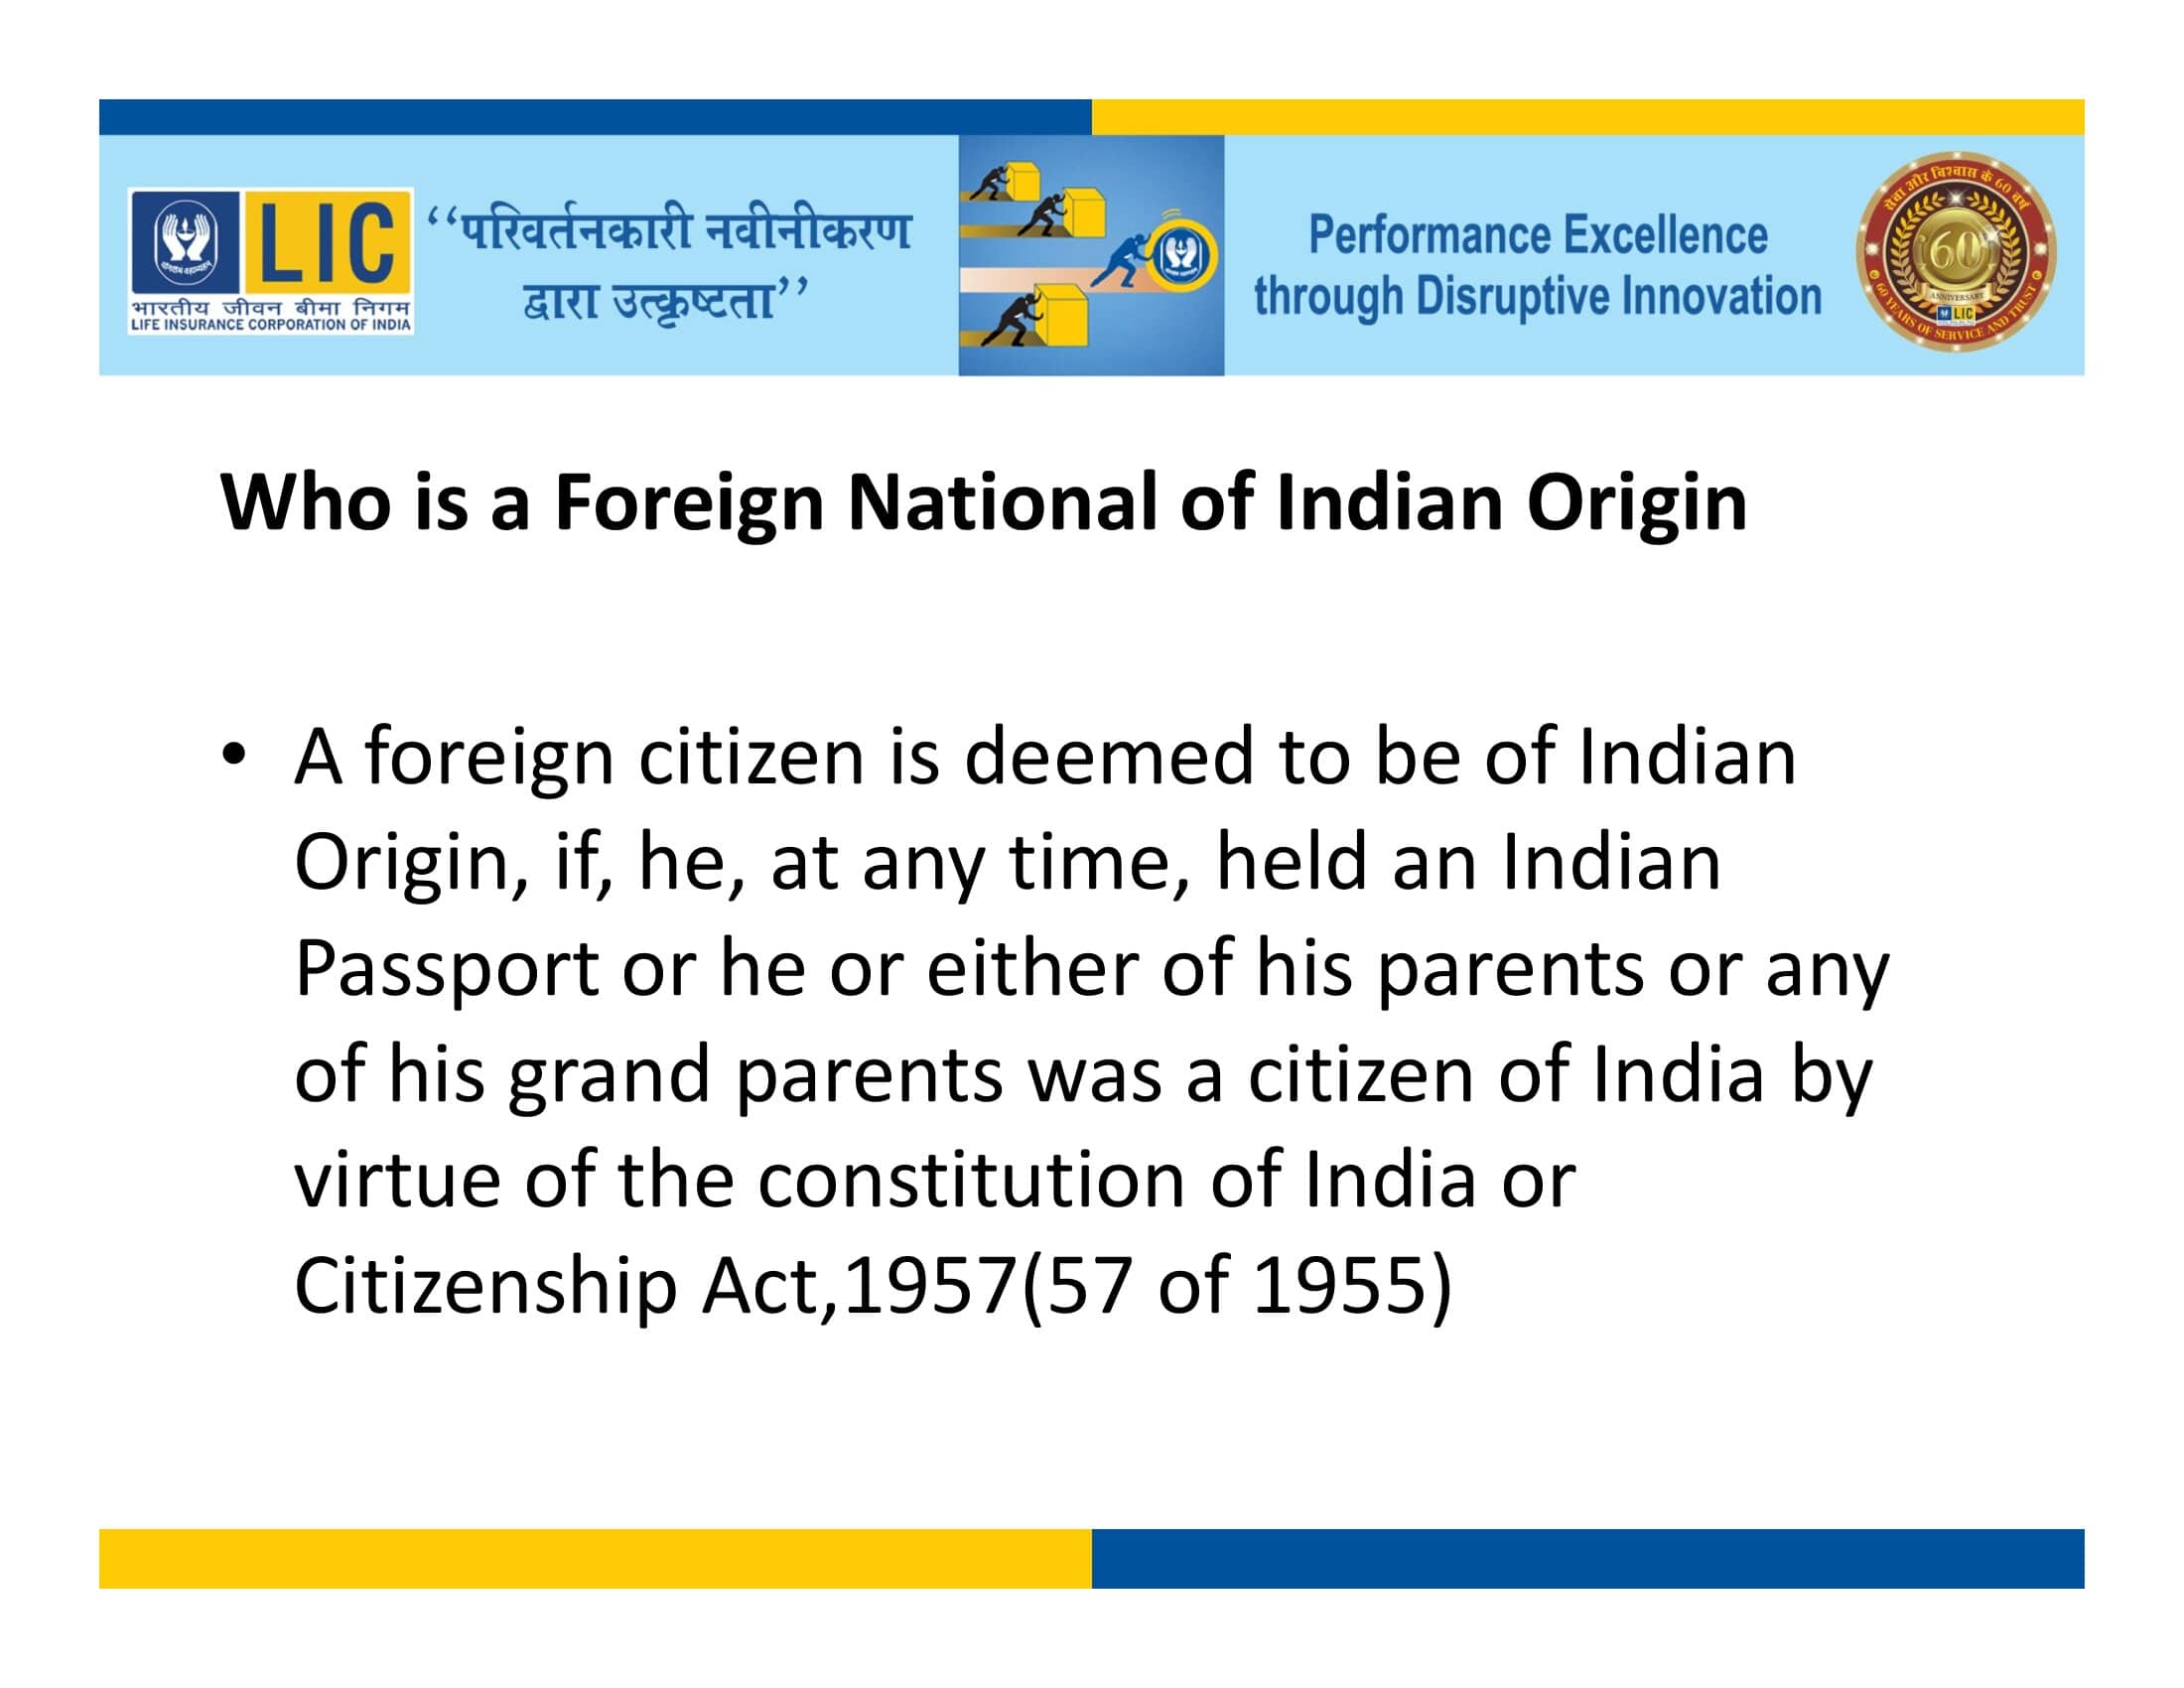 LIC
भारतीय जीवन बीमा निगम
LIFE INSURANCE CORPORATION OF INDIA
“परिवर्तनकारी नवीनीकरण
द्वारा उत्कृष्टता”
Performance Excellence
through Disruptive Innovation
सेवा और विश्वास के 60 वर्ष
60
ANNIVERSARY
LIC
60 YEARS OF SERVICE AND TRUST
Who is a Foreign National of Indian Origin
• A foreign citizen is deemed to be of Indian
Origin, if, he, at any time, held an Indian
Passport or he or either of his parents or any
of his grand parents was a citizen of India by
virtue of the constitution of India or
Citizenship Act,1957(57 of 1955)